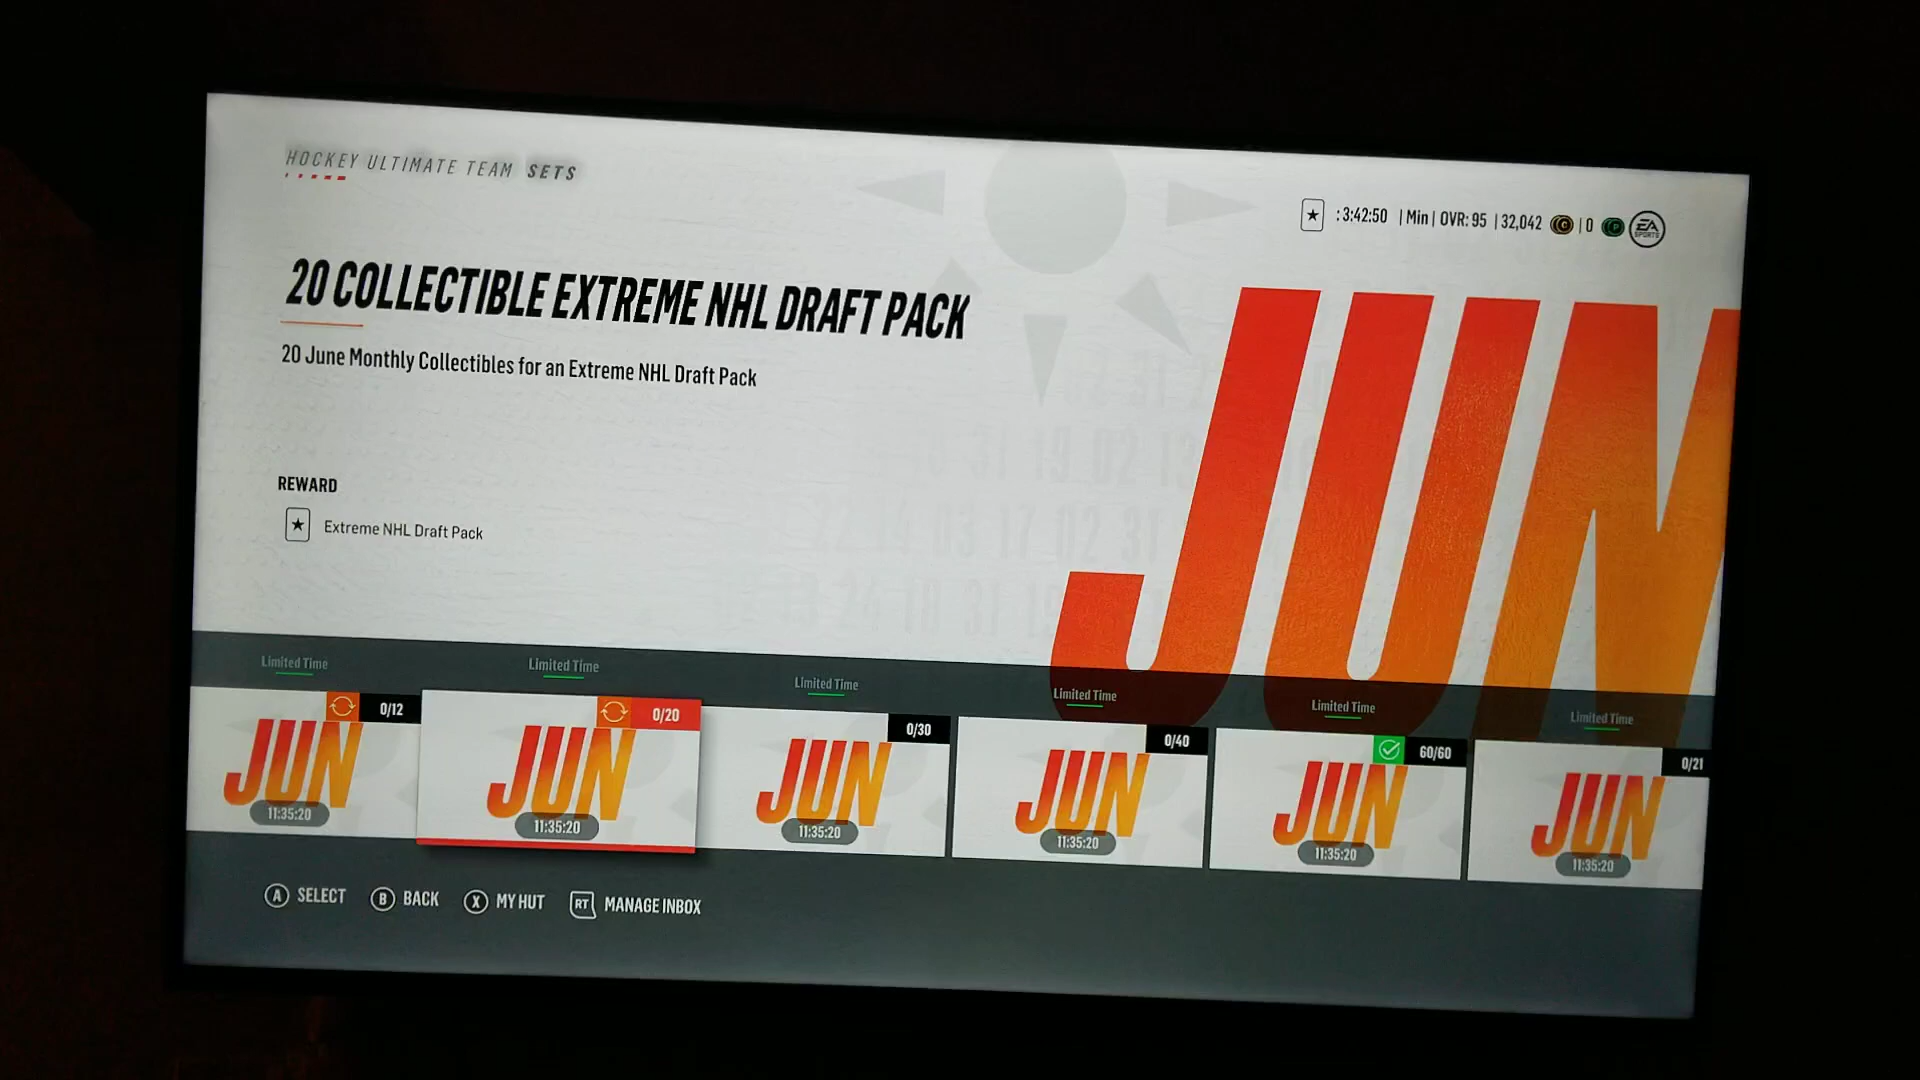 HOCKEY ULTIMATE TEAM SETS
: 3:42:50 | Min | OVR: 95 | 32,042 | 0
EA SPORTS
20 COLLECTIBLE EXTREME NHL DRAFT PACK
20 June Monthly Collectibles for an Extreme NHL Draft Pack
REWARD
Extreme NHL Draft Pack
JUN
Limited Time
Limited Time
Limited Time
Limited Time
Limited Time
Limited Time
0/12
0/20
0/30
0/40
60/60
0/21
JUN
JUN
JUN
JUN
JUN
JUN
11:35:20
11:35:20
11:35:20
11:35:20
11:35:20
11:35:20
A SELECT B BACK X MY HUT RT MANAGE INBOX